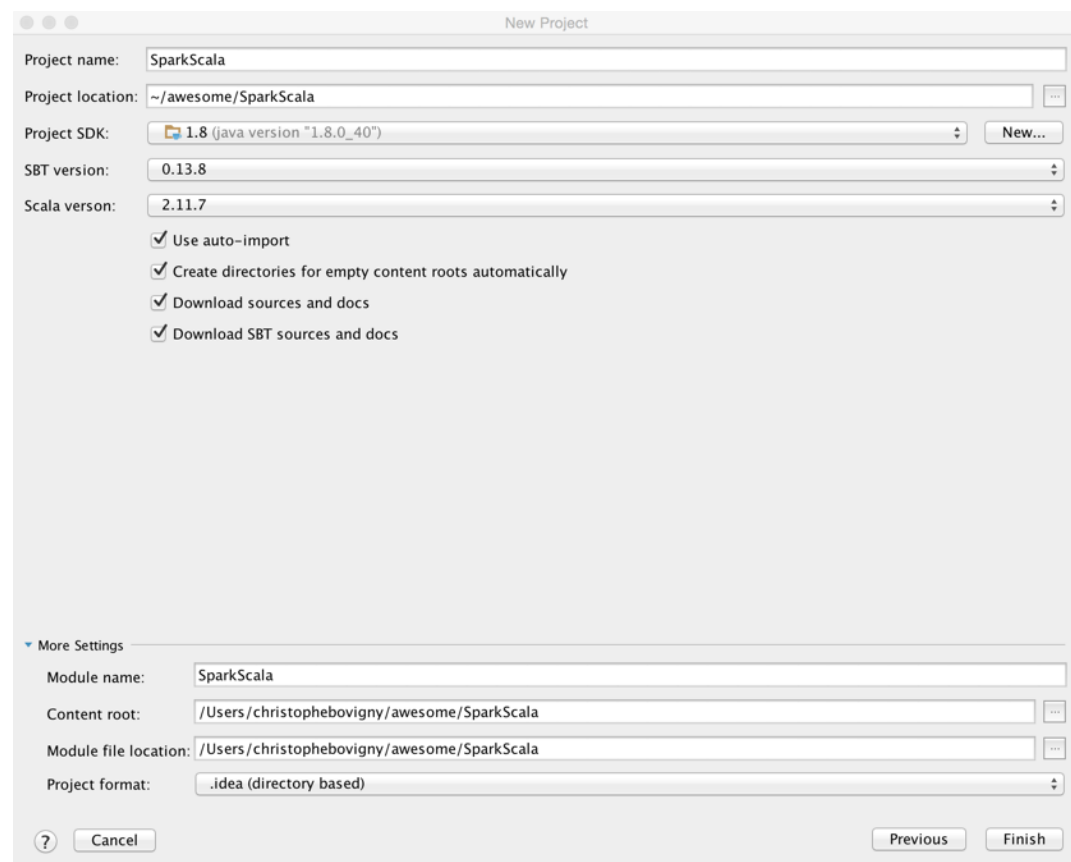 New Project
Project name: SparkScala
Project location: ~/awesome/SparkScala ...
Project SDK: 1.8 (java version "1.8.0_40") New...
SBT version: 0.13.8
Scala verson: 2.11.7
Use auto-import
Create directories for empty content roots automatically
Download sources and docs
Download SBT sources and docs
More Settings
Module name: SparkScala
Content root: /Users/christophebovigny/awesome/SparkScala ...
Module file location: /Users/christophebovigny/awesome/SparkScala ...
Project format: .idea (directory based)
? Cancel Previous Finish